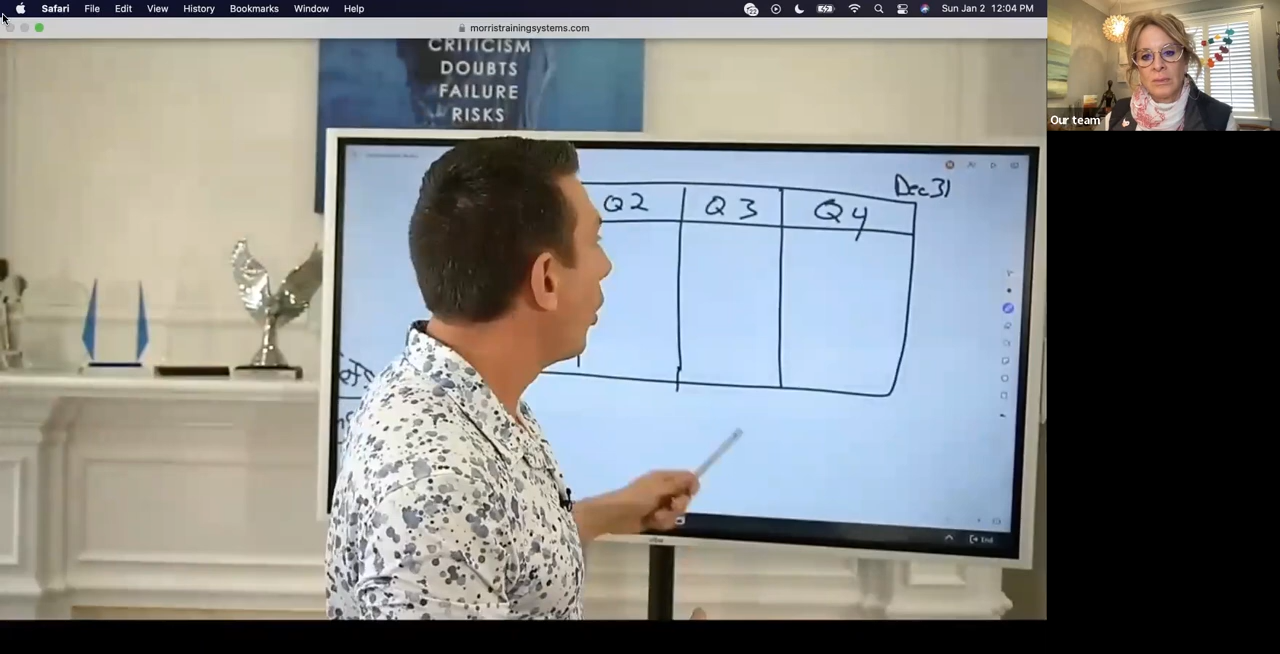 Safari File Edit View History Bookmarks Window Help Sun Jan 2 12:04 PM
morristrainingsystems.com
CRITICISM
DOUBTS
FAILURE
RISKS
Our team
Dec 31
Q2 Q3 Q4
End
vibe